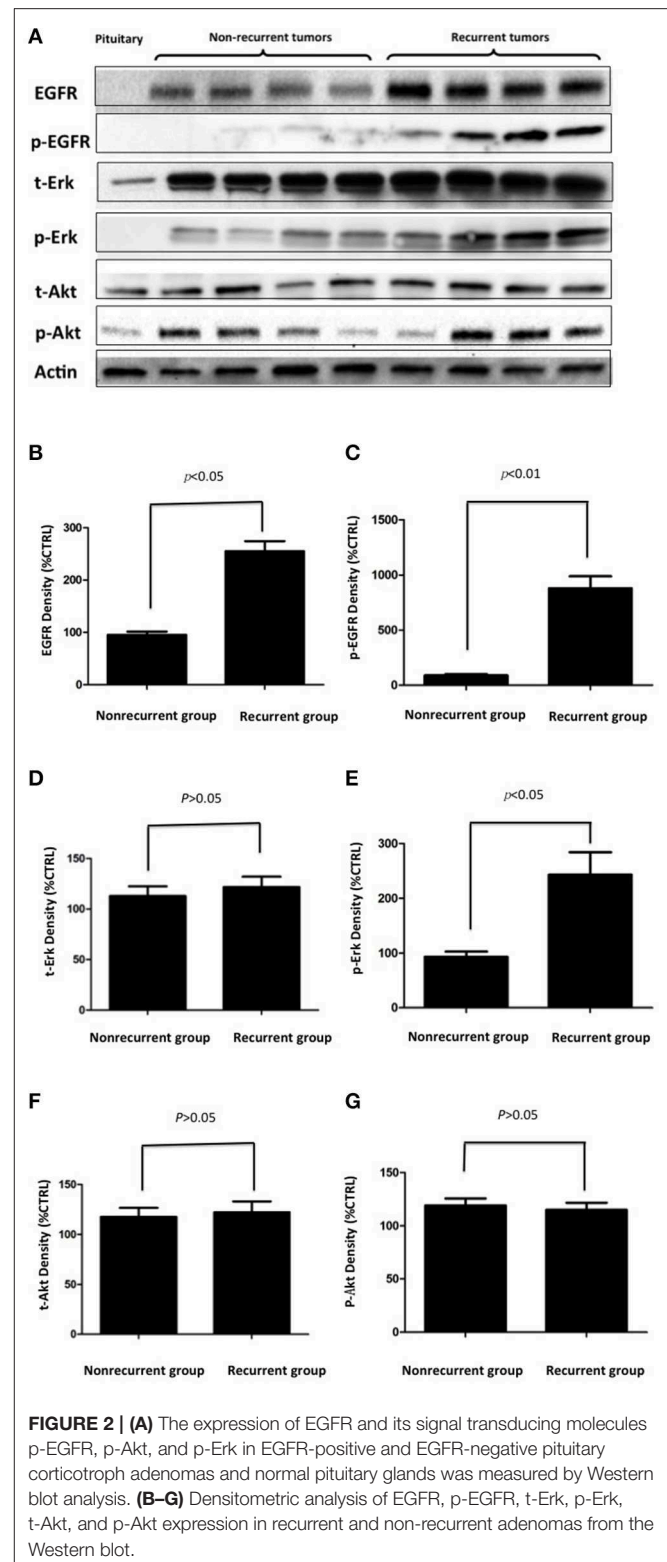 A
Pituitary Non-recurrent tumors Recurrent tumors
EGFR
p-EGFR
t-Erk
p-Erk
t-Akt
p-Akt
Actin
B
p<0.05
EGFR Density (%CTRL)
300
200
100
0
Nonrecurrent group Recurrent group
C
p<0.01
p-EGFR Density (%CTRL)
1500
1000
500
0
Nonrecurrent group Recurrent group
D
P>0.05
t-Erk Density (%CTRL)
150
100
50
0
Nonrecurrent group Recurrent group
E
p<0.05
p-Erk Density (%CTRL)
300
200
100
0
Nonrecurrent group Recurrent group
F
P>0.05
t-Akt Density (%CTRL)
150
100
50
0
Nonrecurrent group Recurrent group
G
P>0.05
P-Akt Density (%CTRL)
150
100
50
0
Nonrecurrent group Recurrent group
FIGURE 2 | (A) The expression of EGFR and its signal transducing molecules
p-EGFR, p-Akt, and p-Erk in EGFR-positive and EGFR-negative pituitary
corticotroph adenomas and normal pituitary glands was measured by Western
blot analysis. (B–G) Densitometric analysis of EGFR, p-EGFR, t-Erk, p-Erk,
t-Akt, and p-Akt expression in recurrent and non-recurrent adenomas from the
Western blot.